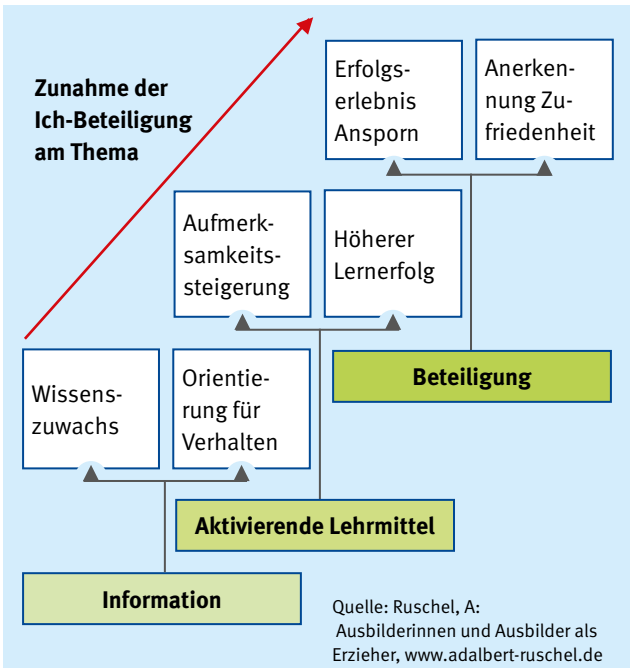 Zunahme der
Ich-Beteiligung
am Thema
Erfolgs-
erlebnis
Ansporn
Anerken-
nung Zu-
friedenheit
Aufmerk-
samkeits-
steigerung
Höherer
Lernerfolg
Beteiligung
Wissens-
zuwachs
Orientie-
rung für
Verhalten
Aktivierende Lehrmittel
Information
Quelle: Ruschel, A:
Ausbilderinnen und Ausbilder als
Erzieher, www.adalbert-ruschel.de